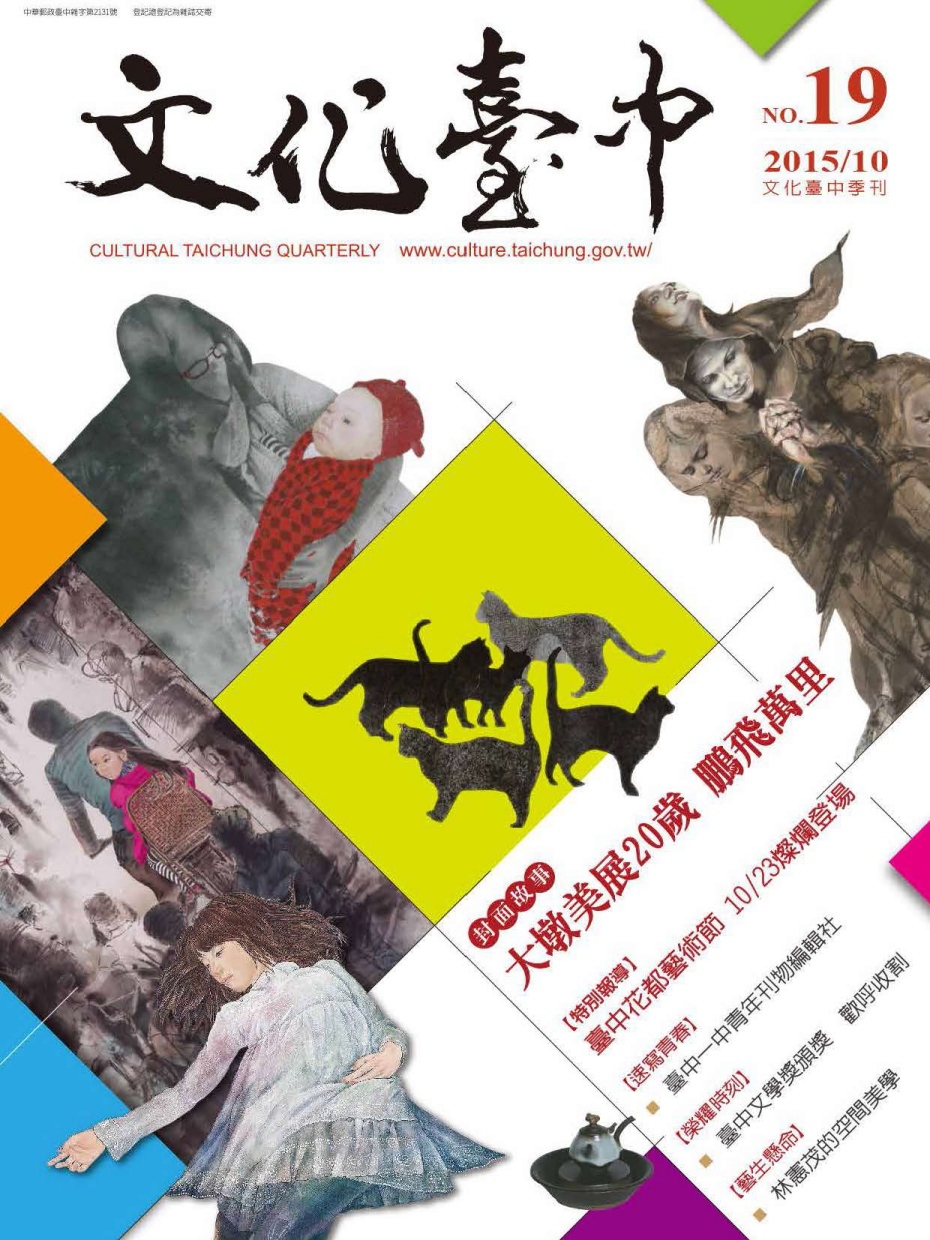 中華郵政臺中雜字第2131號 登記證登記為雜誌交寄
文化臺中
NO.19
2015/10
文化臺中季刊
CULTURAL TAICHUNG QUARTERLY www.culture.taichung.gov.tw/
封面故事
大墩美展20歲 鵬飛萬里
【特別報導】
臺中花都藝術節 10/23燦爛登場
【速寫青春】
臺中一中青年刊物編輯社
【榮耀時刻】
臺中文學獎頒獎 歡呼收割
【藝生懸命】
林憲茂的空間美學